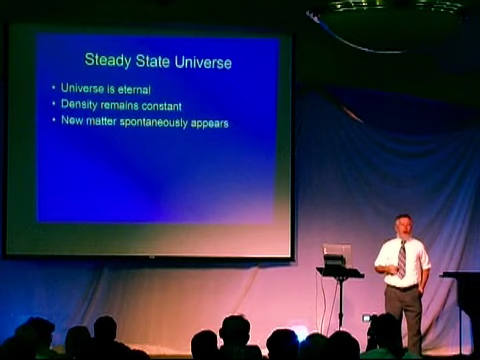 Steady State Universe
• Universe is eternal
• Density remains constant
• New matter spontaneously appears